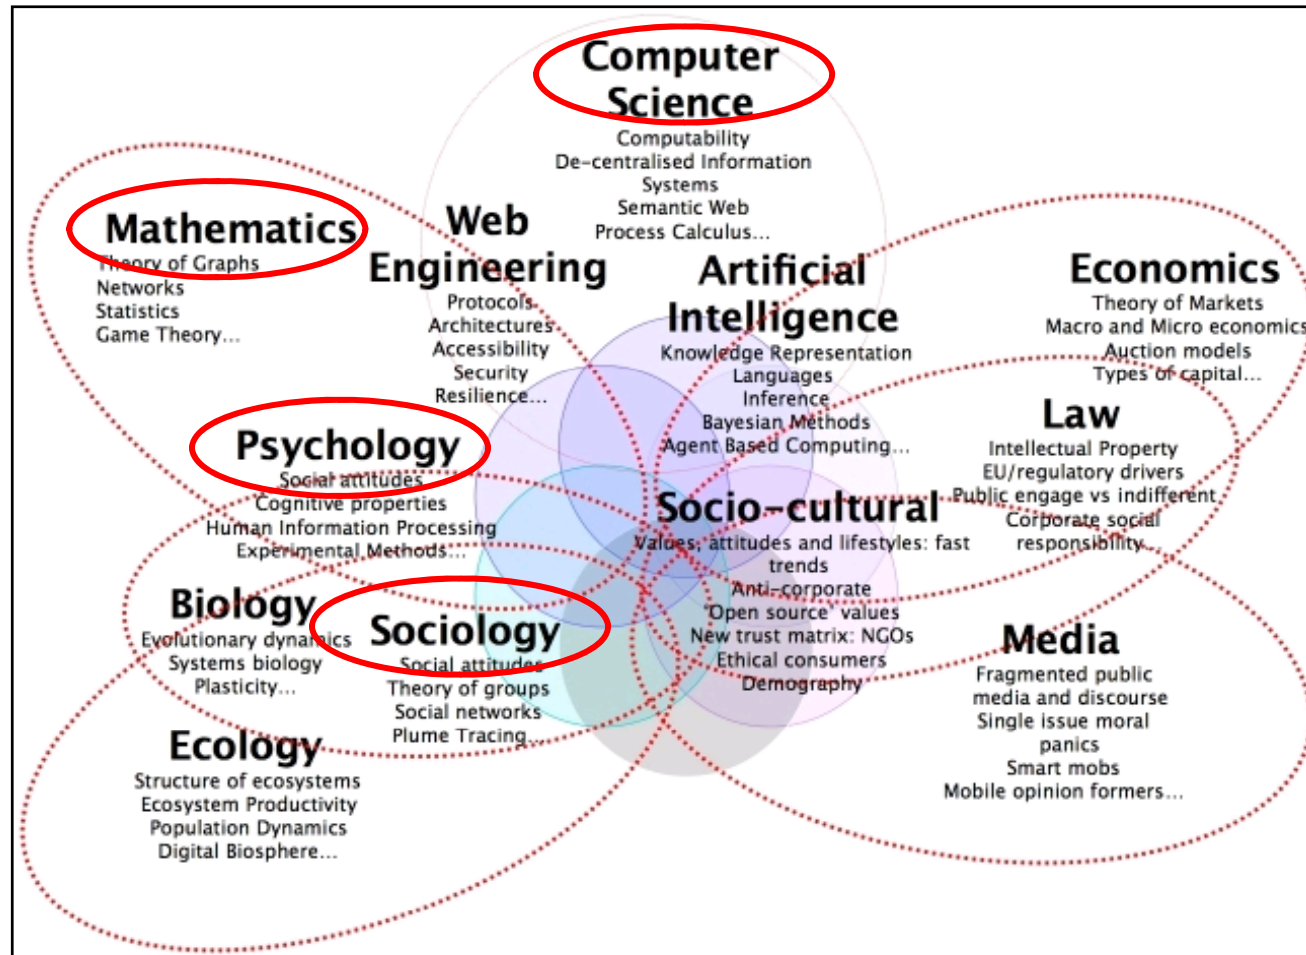 Computer
Science
Computability
De-centralised Information
Systems
Semantic Web
Process Calculus...
Mathematics
Theory of Graphs
Networks
Statistics
Game Theory...
Web
Engineering
Protocols
Architectures
Accessibility
Security
Resilience...
Artificial
Intelligence
Knowledge Representation
Languages
Inference
Bayesian Methods
Agent Based Computing...
Economics
Theory of Markets
Macro and Micro economics
Auction models
Types of capital...
Law
Intellectual Property
EU/regulatory drivers
Public engage vs indifferent
Corporate social
responsibility
Psychology
Social attitudes
Cognitive properties
Human Information Processing
Experimental Methods...
Socio-cultural
Values, attitudes and lifestyles: fast
trends
Anti-corporate
'Open source' values
New trust matrix: NGOs
Ethical consumers
Demography
Biology
Evolutionary dynamics
Systems biology
Plasticity...
Sociology
Social attitudes
Theory of groups
Social networks
Plume Tracing...
Media
Fragmented public
media and discourse
Single issue moral
panics
Smart mobs
Mobile opinion formers...
Ecology
Structure of ecosystems
Ecosystem Productivity
Population Dynamics
Digital Biosphere...